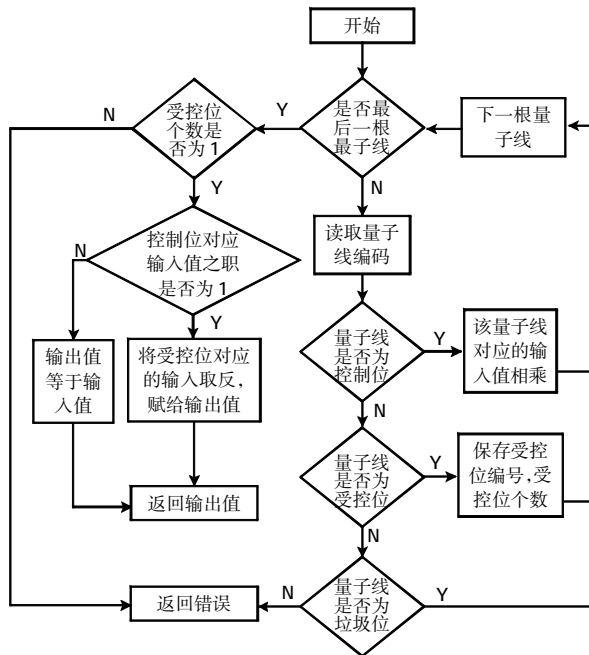 开始
N
受控位
个数是
否为1
Y
是否最
后一根
最子线
下一根量
子线
Y
N
控制位对应
输入值之职
是否为1
N
Y
读取量子
线编码
输出值
等于输
入值
将受控位对应
的输入取反,
赋给输出值
量子线
是否为
控制位
Y
该量子线
对应的输
入值相乘
N
量子线
是否为
受控位
Y
保存受控
位编号,受
控位个数
返回输出值
N
返回错误
N
量子线
是否为
垃圾位
Y